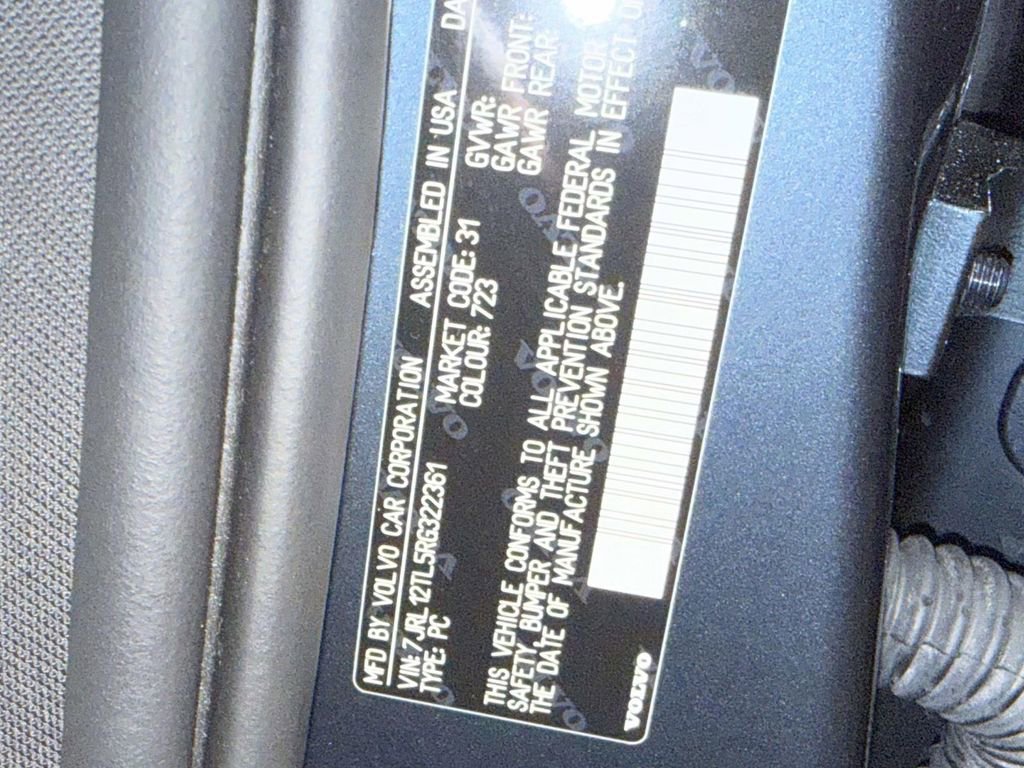 MFD BY VOLVO CAR CORPORATION ASSEMBLED IN USA DA
VIN: 7JRL12TL5RG322361
TYPE: PC MARKET CODE: 31 GVWR:
COLOUR: 723 GAWR FRONT:
GAWR REAR:
THIS VEHICLE CONFORMS TO ALL APPLICABLE FEDERAL MOTOR
SAFETY, BUMPER AND THEFT PREVENTION STANDARDS IN EFFECT
THE DATE OF MANUFACTURE SHOWN ABOVE.
VOLVO